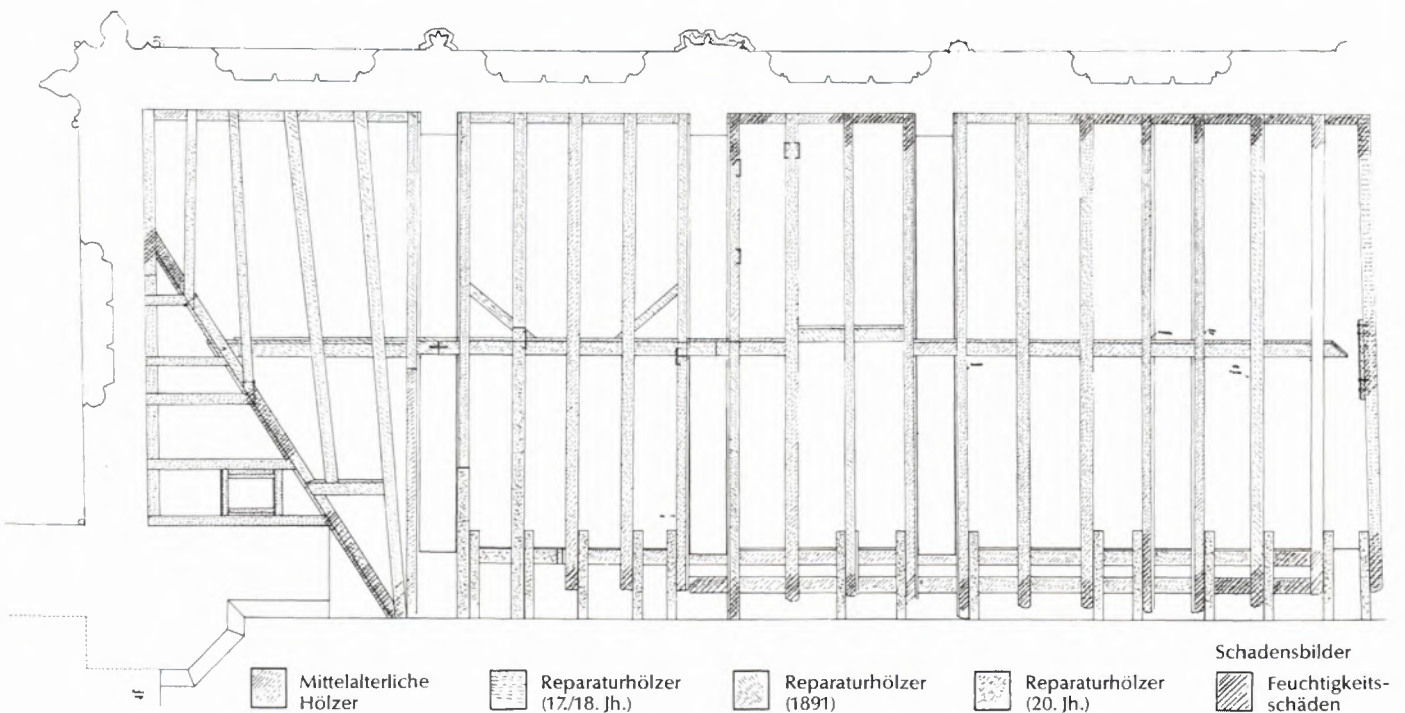 Schadensbilder
Mittelalterliche
Hölzer
Reparaturhölzer
(17./18. Jh.)
Reparaturhölzer
(1891)
Reparaturhölzer
(20. Jh.)
Feuchtigkeits-
schäden